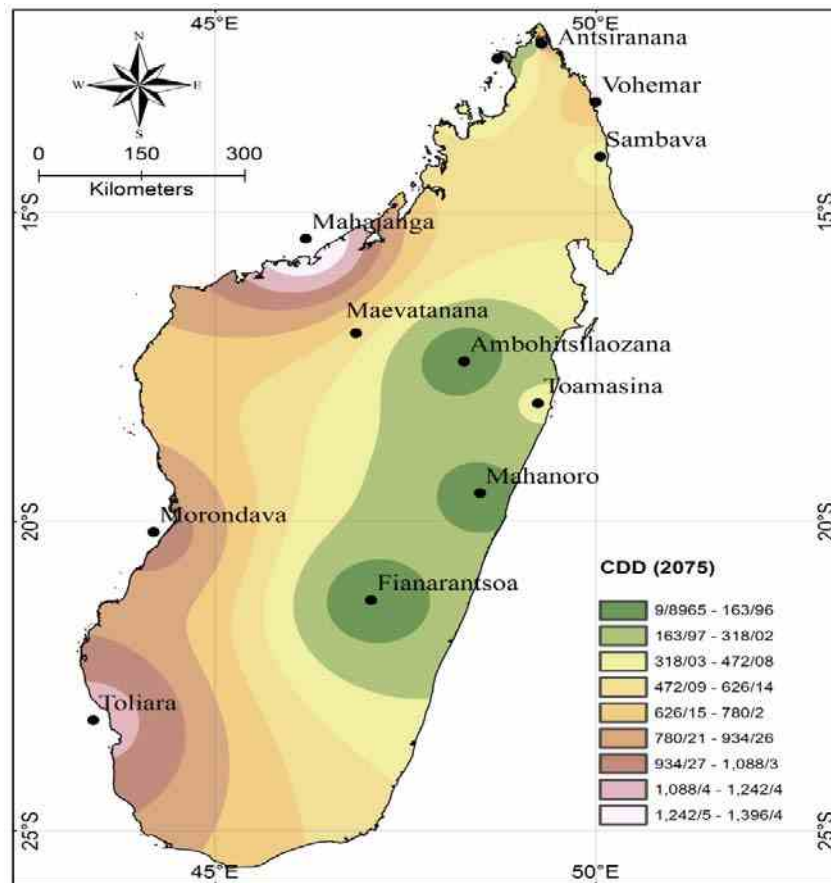 45°E 50°E
N
W E
S
Antsiranana
Vohemar
Sambava
0 150 300
Kilometers
15°S 15°S
Mahajanga
Maevatanana
Ambohitsilaozana
Toamasina
Mahanoro
20°S 20°S
Morondava
Fianarantsoa
Toliara
CDD (2075)
9/8965 - 163/96
163/97 - 318/02
318/03 - 472/08
472/09 - 626/14
626/15 - 780/2
780/21 - 934/26
934/27 - 1,088/3
1,088/4 - 1,242/4
1,242/5 - 1,396/4
25°S 25°S
45°E 50°E